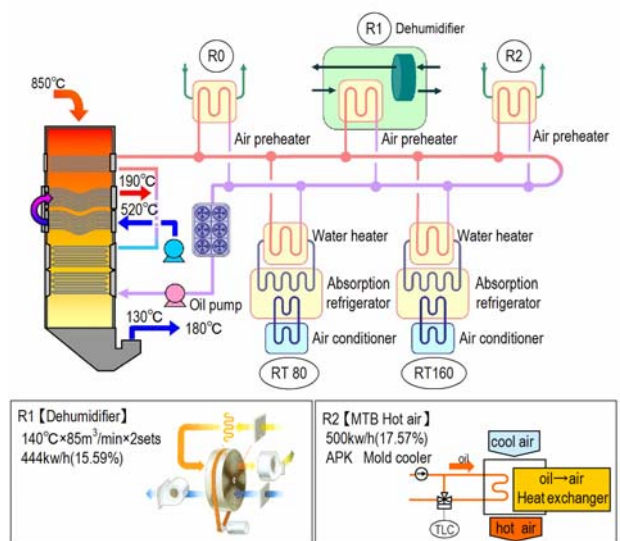 R0
R1
Dehumidifier
R2
850℃
Air preheater
Air preheater
Air preheater
190℃
520℃
Water heater
Water heater
Oil pump
Absorption
refrigerator
Absorption
refrigerator
130℃
180℃
Air conditioner
Air conditioner
RT 80
RT160
R1【Dehumidifier】
140℃×85m³/min×2sets
444kw/h(15.59%)
R2【MTB Hot air】
500kw/h(17.57%)
APK Mold cooler
cool air
oil
oil→air
Heat exchanger
TLC
hot air